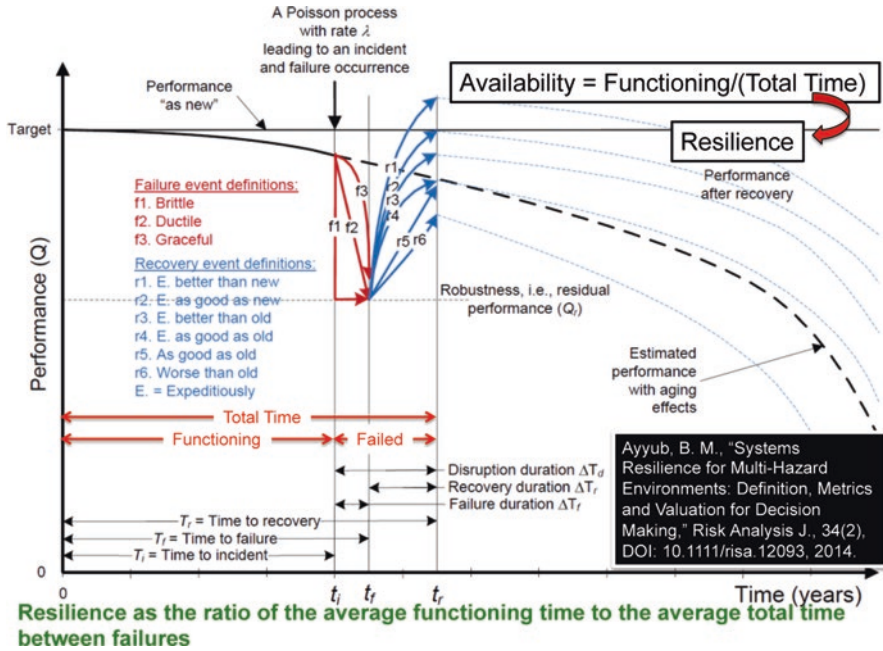 A Poisson process
with rate λ
leading to an incident
and failure occurrence
Availability = Functioning/(Total Time)
Performance
"as new"
Target
Resilience
Performance
after recovery
Failure event definitions:
f1. Brittle
f2. Ductile
f3. Graceful
Recovery event definitions:
r1. E. better than new
r2. E. as good as new
r3. E. better than old
r4. E. as good as old
r5. As good as old
r6. Worse than old
E. = Expeditiously
f1
f2
f3
r1
r2
r3
r4
r5
r6
Robustness, i.e., residual
performance (Qr)
Estimated
performance
with aging
effects
Performance (Q)
Total Time
Functioning
Failed
Disruption duration ΔTd
Recovery duration ΔTr
Failure duration ΔTf
Tr = Time to recovery
Tf = Time to failure
Ti = Time to incident
Ayyub, B. M., "Systems
Resilience for Multi-Hazard
Environments: Definition, Metrics
and Valuation for Decision
Making," Risk Analysis J., 34(2),
DOI: 10.1111/risa.12093, 2014.
0
0
ti
tf
tr
Time (years)
Resilience as the ratio of the average functioning time to the average total time
between failures